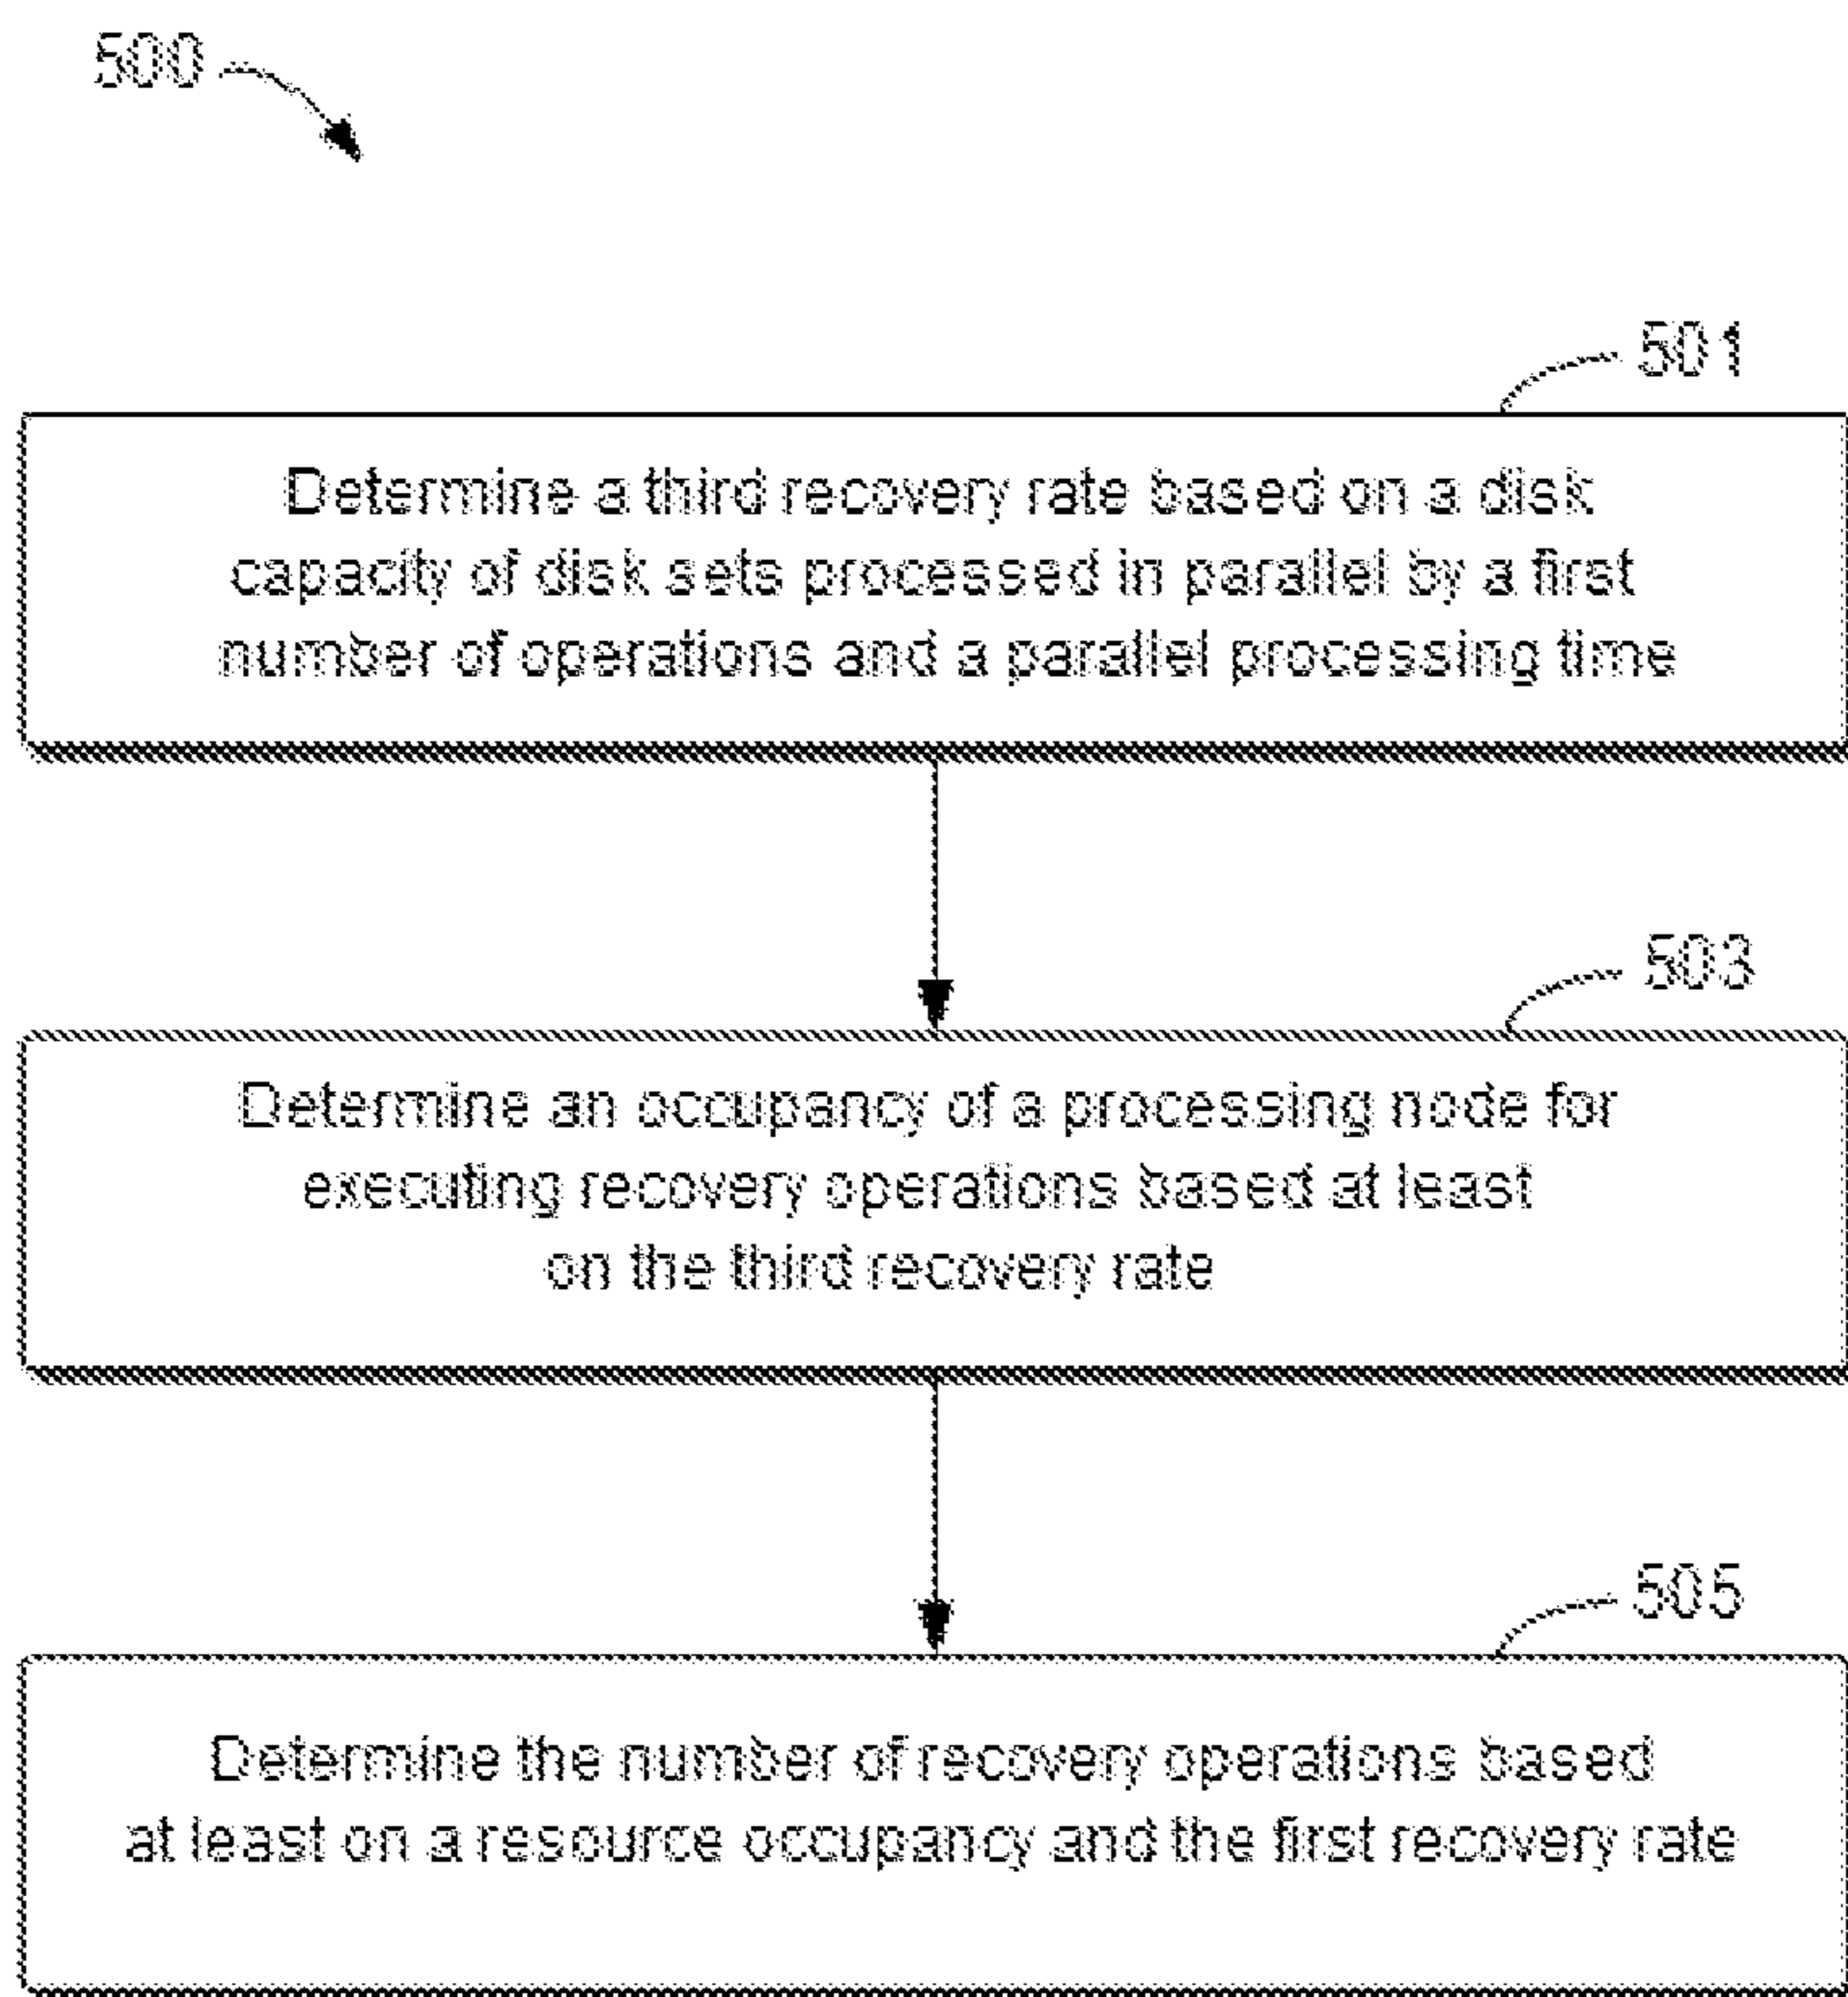 500
501
Determine a third recovery rate based on a disk
capacity of disk sets processed in parallel by a first
number of operations and a parallel processing time
503
Determine an occupancy of a processing node for
executing recovery operations based at least
on the third recovery rate
505
Determine the number of recovery operations based
at least on a resource occupancy and the first recovery rate